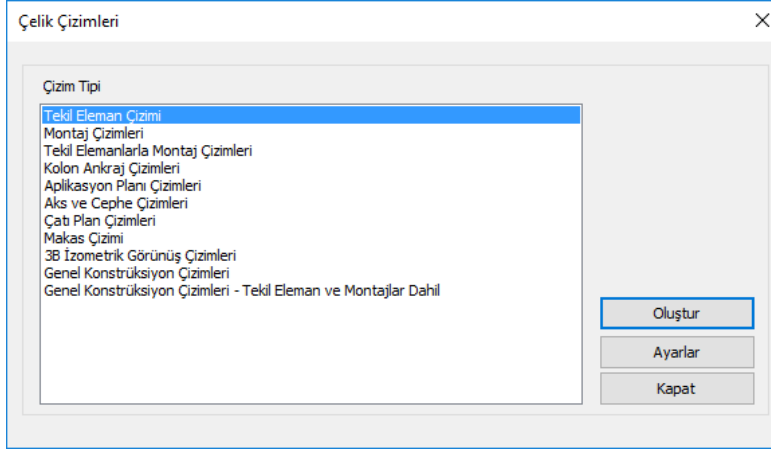 Çelik Çizimleri
Çizim Tipi
Tekil Eleman Çizimi
Montaj Çizimleri
Tekil Elemanlarla Montaj Çizimleri
Kolon Ankraj Çizimleri
Aplikasyon Planı Çizimleri
Aks ve Cephe Çizimleri
Çatı Plan Çizimleri
Makas Çizimi
3B İzometrik Görünüş Çizimleri
Genel Konstrüksiyon Çizimleri
Genel Konstrüksiyon Çizimleri - Tekil Eleman ve Montajlar Dahil
Oluştur
Ayarlar
Kapat